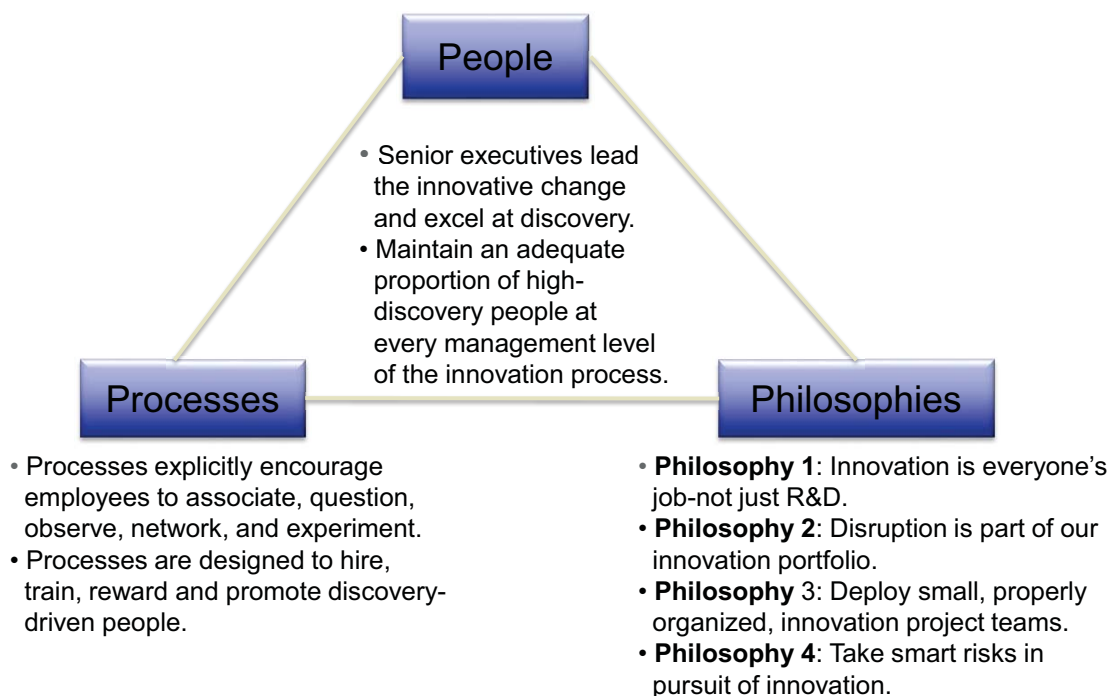 People
• Senior executives lead
the innovative change
and excel at discovery.
• Maintain an adequate
proportion of high-
discovery people at
every management level
of the innovation process.
Processes
• Processes explicitly encourage
employees to associate, question,
observe, network, and experiment.
• Processes are designed to hire,
train, reward and promote discovery-
driven people.
Philosophies
• Philosophy 1: Innovation is everyone’s
job-not just R&D.
• Philosophy 2: Disruption is part of our
innovation portfolio.
• Philosophy 3: Deploy small, properly
organized, innovation project teams.
• Philosophy 4: Take smart risks in
pursuit of innovation.